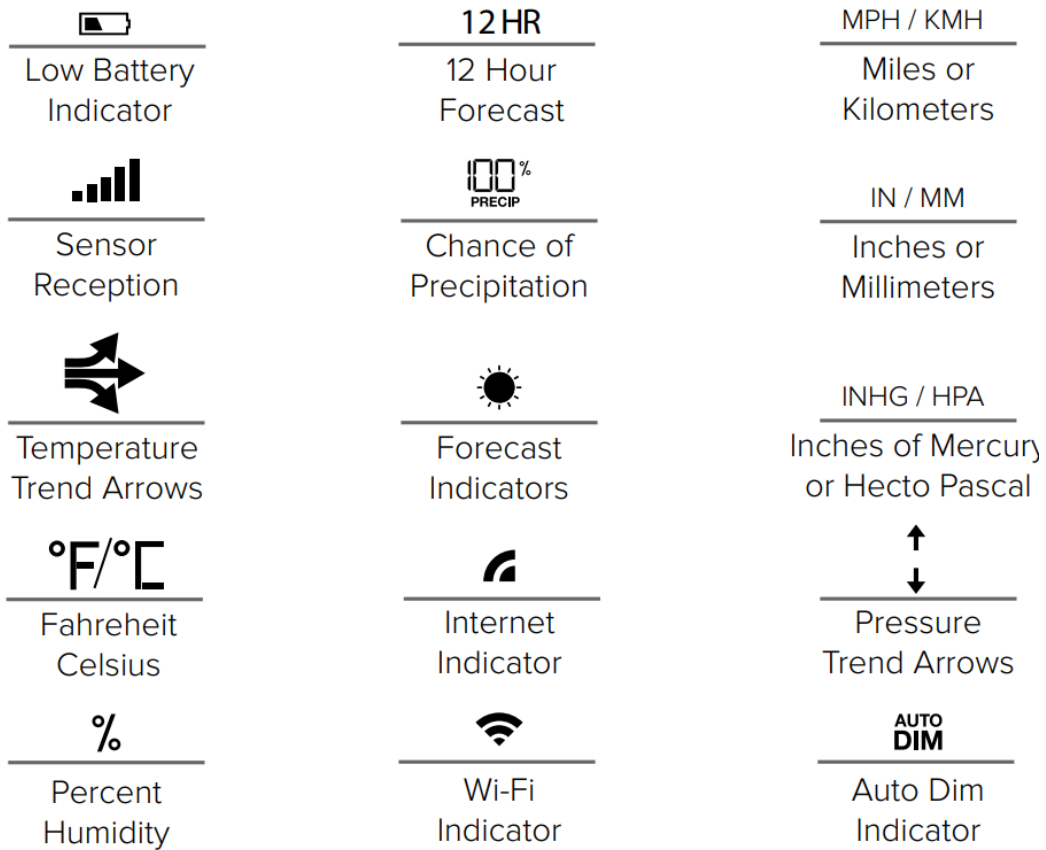 12 HR
MPH / KMH
Low Battery
Indicator
12 Hour
Forecast
Miles or
Kilometers
100%
PRECIP
IN / MM
Sensor
Reception
Chance of
Precipitation
Inches or
Millimeters
INHG / HPA
Temperature
Trend Arrows
Forecast
Indicators
Inches of Mercury
or Hecto Pascal
°F/°C
Fahreheit
Celsius
Internet
Indicator
Pressure
Trend Arrows
%
AUTO
DIM
Percent
Humidity
Wi-Fi
Indicator
Auto Dim
Indicator